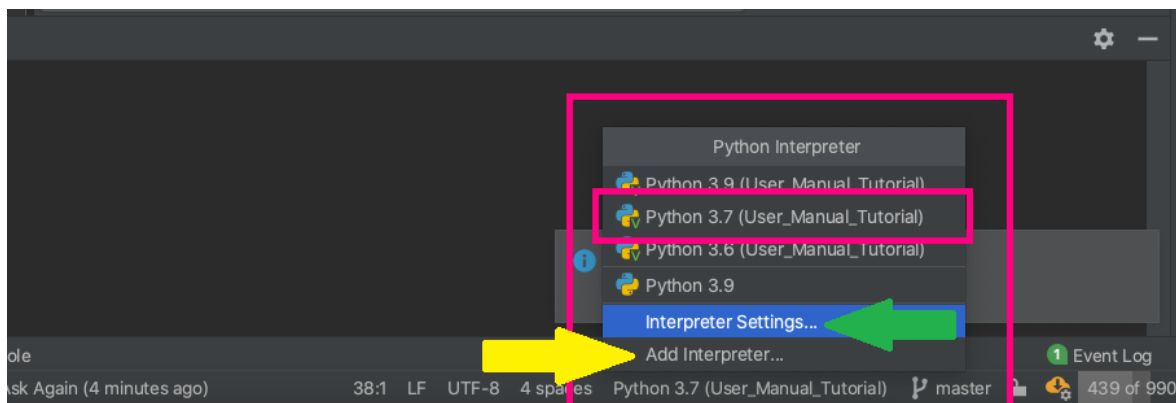 Python Interpreter
Python 3.9 (User_Manual_Tutorial)
Python 3.7 (User_Manual_Tutorial)
Python 3.6 (User_Manual_Tutorial)
Python 3.9
Interpreter Settings...
Add Interpreter...
ole
1 Event Log
Ask Again (4 minutes ago) 38:1 LF UTF-8 4 spaces Python 3.7 (User_Manual_Tutorial) master 439 of 990